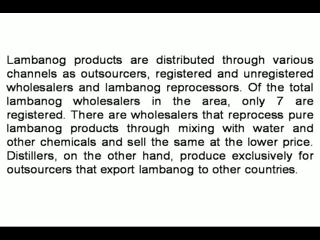 Lambanog products are distributed through various
channels as outsourcers, registered and unregistered
wholesalers and lambanog reprocessors. Of the total
lambanog wholesalers in the area, only 7 are
registered. There are wholesalers that reprocess pure
lambanog products through mixing with water and
other chemicals and sell the same at the lower price.
Distillers, on the other hand, produce exclusively for
outsourcers that export lambanog to other countries.